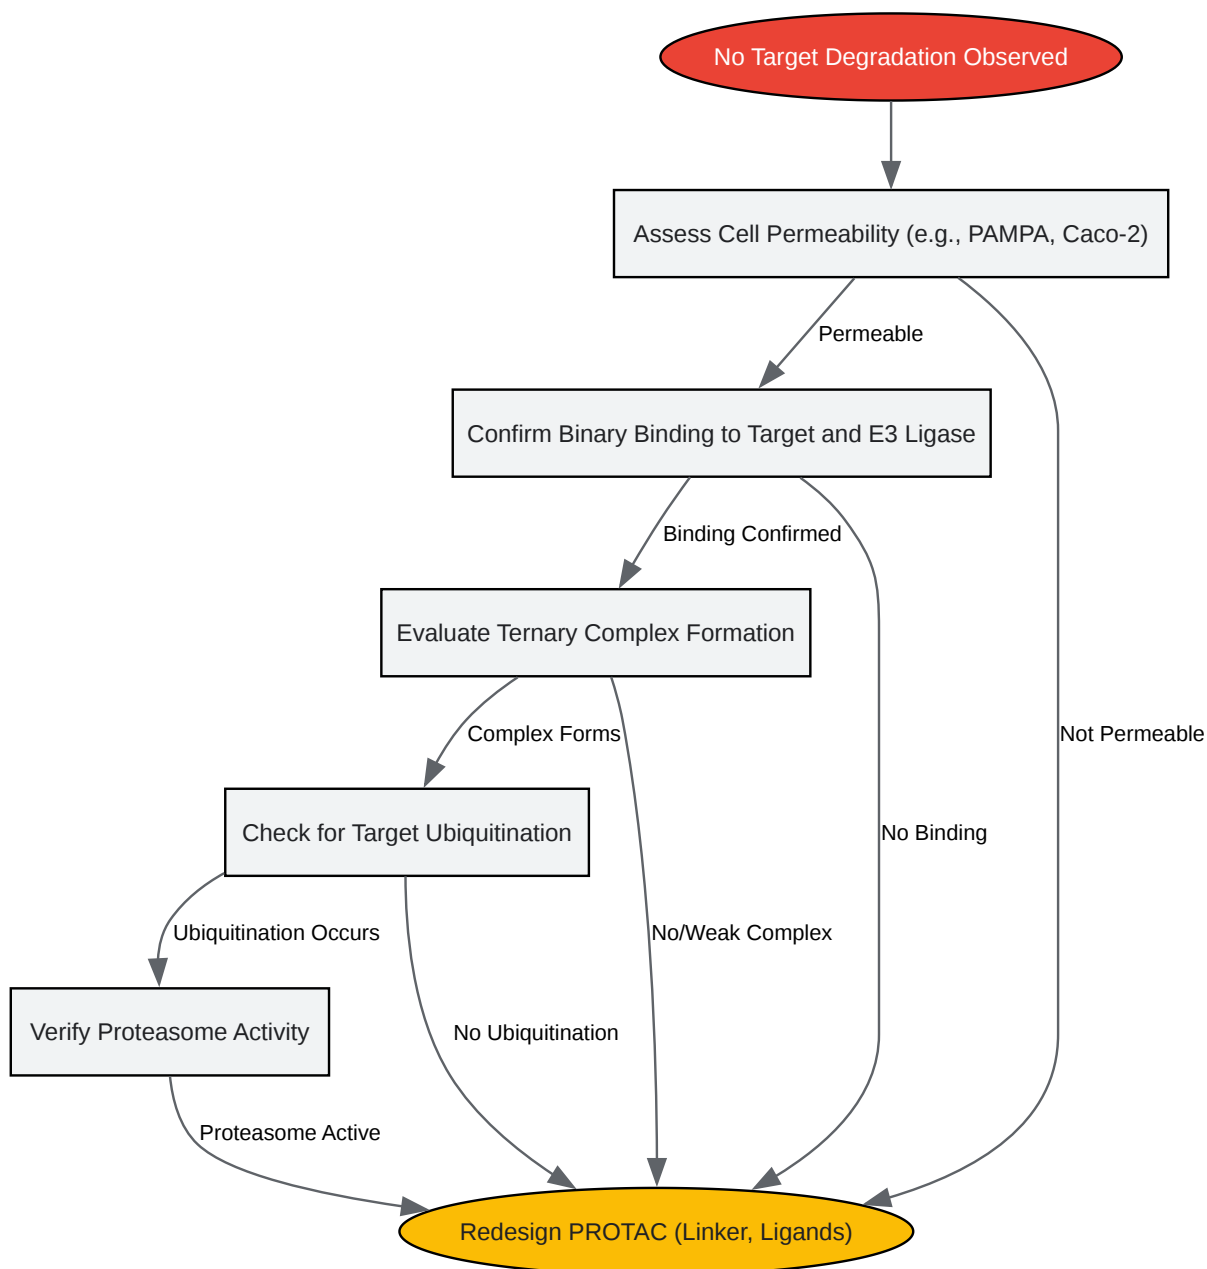 No Target Degradation Observed
Assess Cell Permeability (e.g., PAMPA, Caco-2)
Permeable
Confirm Binary Binding to Target and E3 Ligase
Binding Confirmed
Evaluate Ternary Complex Formation
Complex Forms
Not Permeable
Check for Target Ubiquitination
No Binding
Ubiquitination Occurs
No/Weak Complex
Verify Proteasome Activity
No Ubiquitination
Proteasome Active
Redesign PROTAC (Linker, Ligands)